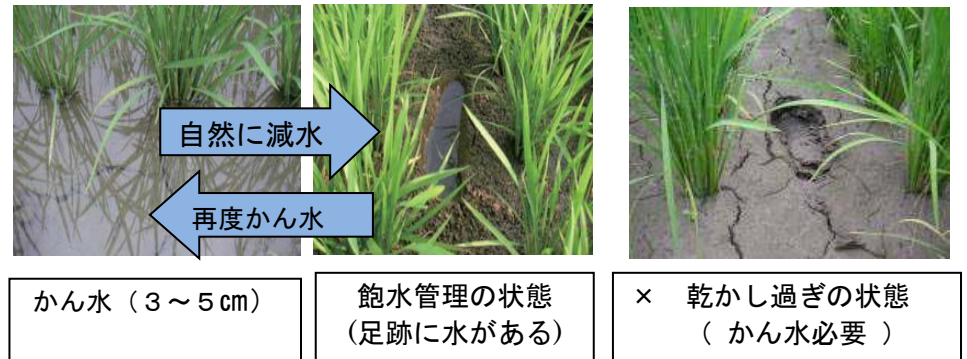 自然に減水
再度かん水
かん水（３～５㎝）
飽水管理の状態
(足跡に水がある)
×　乾かし過ぎの状態
（ かん水必要 ）